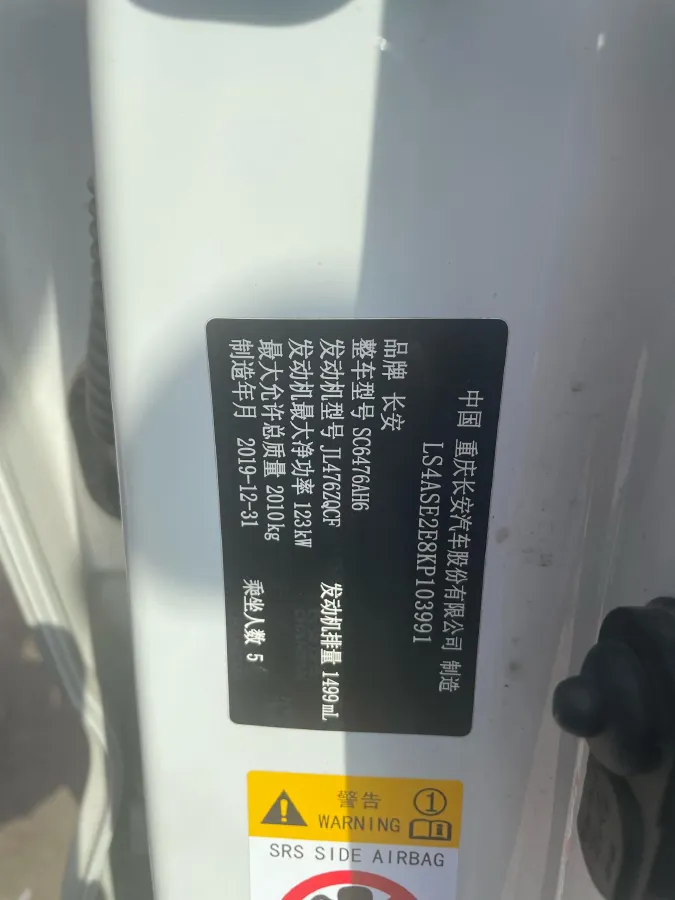 中国 重庆长安汽车股份有限公司 制造
LS4ASE2E8KP103991
品牌 长安
整车型号 SC6476AH6
发动机型号 JL476ZQCF 发动机排量 1499mL
发动机最大净功率 123kW
最大允许总质量 2010kg
制造年月 2019-12-31 乘坐人数 5
警告
WARNING
1
SRS SIDE AIRBAG